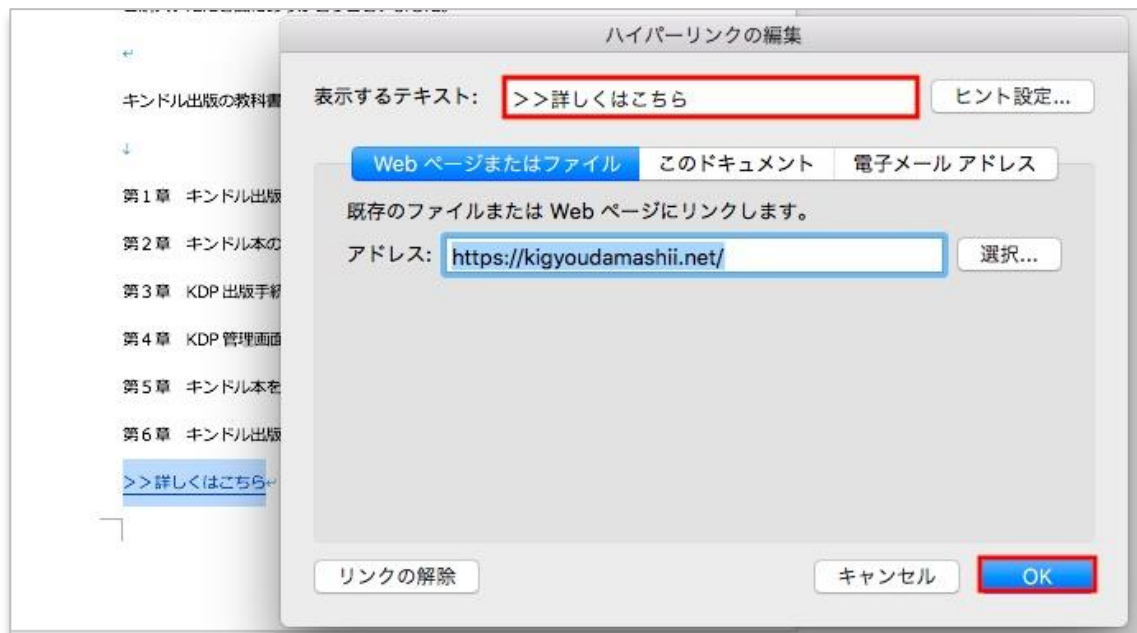 ハイパーリンクの編集
表示するテキスト: >>詳しくはこちら ヒント設定...
Web ページまたはファイル このドキュメント 電子メール アドレス
既存のファイルまたは Web ページにリンクします。
アドレス: https://kigyoudamashii.net/ 選択...
リンクの解除 キャンセル OK
キンドル出版の教科書
↓
第1章 キンドル出版
第2章 キンドル本の
第3章 KDP 出版手続
第4章 KDP 管理画面
第5章 キンドル本を
第6章 キンドル出版
>>詳しくはこちら